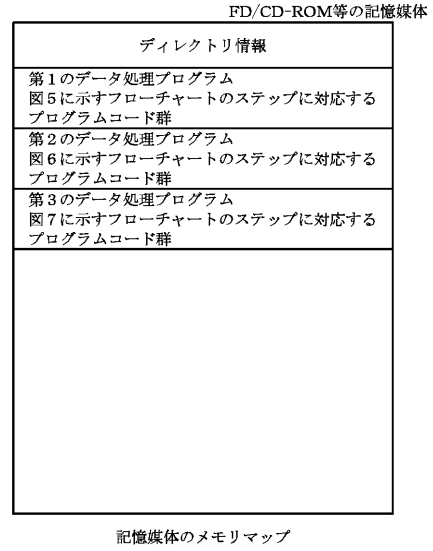 FD/CD-ROM等の記憶媒体
ディレクトリ情報
第1のデータ処理プログラム
図5に示すフローチャートのステップに対応する
プログラムコード群
第2のデータ処理プログラム
図6に示すフローチャートのステップに対応する
プログラムコード群
第3のデータ処理プログラム
図7に示すフローチャートのステップに対応する
プログラムコード群
記憶媒体のメモリマップ